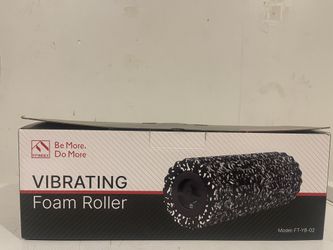 Be More.
Do More
VIBRATING
Foam Roller
Model: FT-YB-02